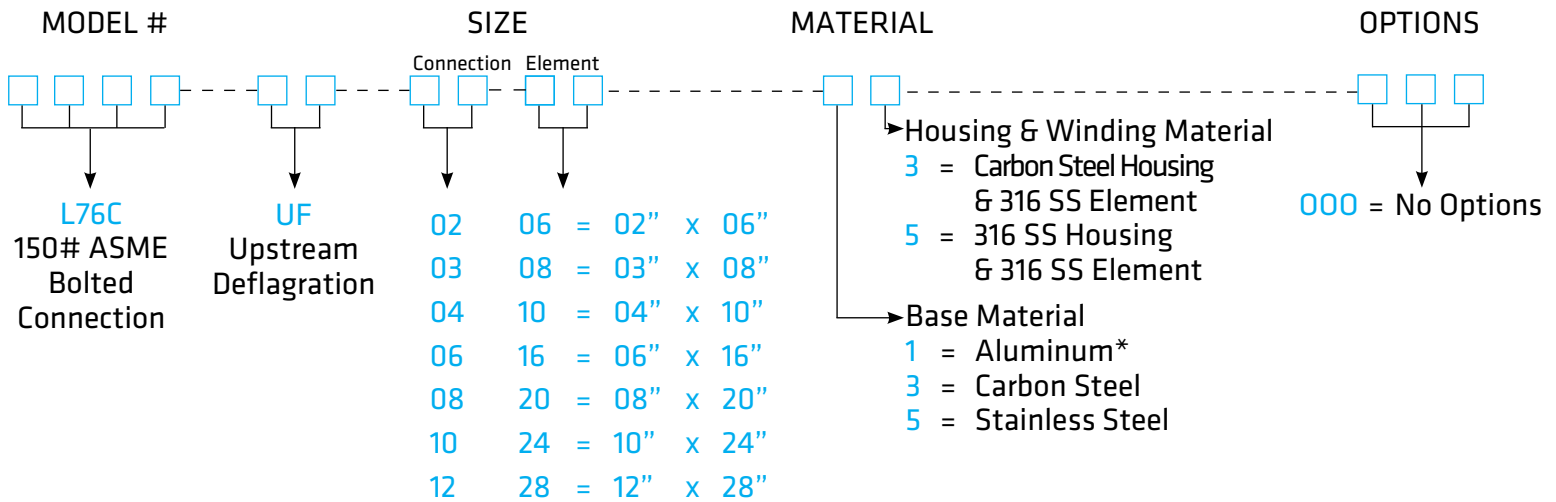 MODEL # SIZE MATERIAL OPTIONS
Connection Element
L76C
150# ASME
Bolted
Connection
UF
Upstream
Deflagration
02 06 = 02” x 06”
03 08 = 03” x 08”
04 10 = 04” x 10”
06 16 = 06” x 16”
08 20 = 08” x 20”
10 24 = 10” x 24”
12 28 = 12” x 28”
Housing & Winding Material
3 = Carbon Steel Housing
& 316 SS Element
5 = 316 SS Housing
& 316 SS Element
Base Material
1 = Aluminum*
3 = Carbon Steel
5 = Stainless Steel
000 = No Options